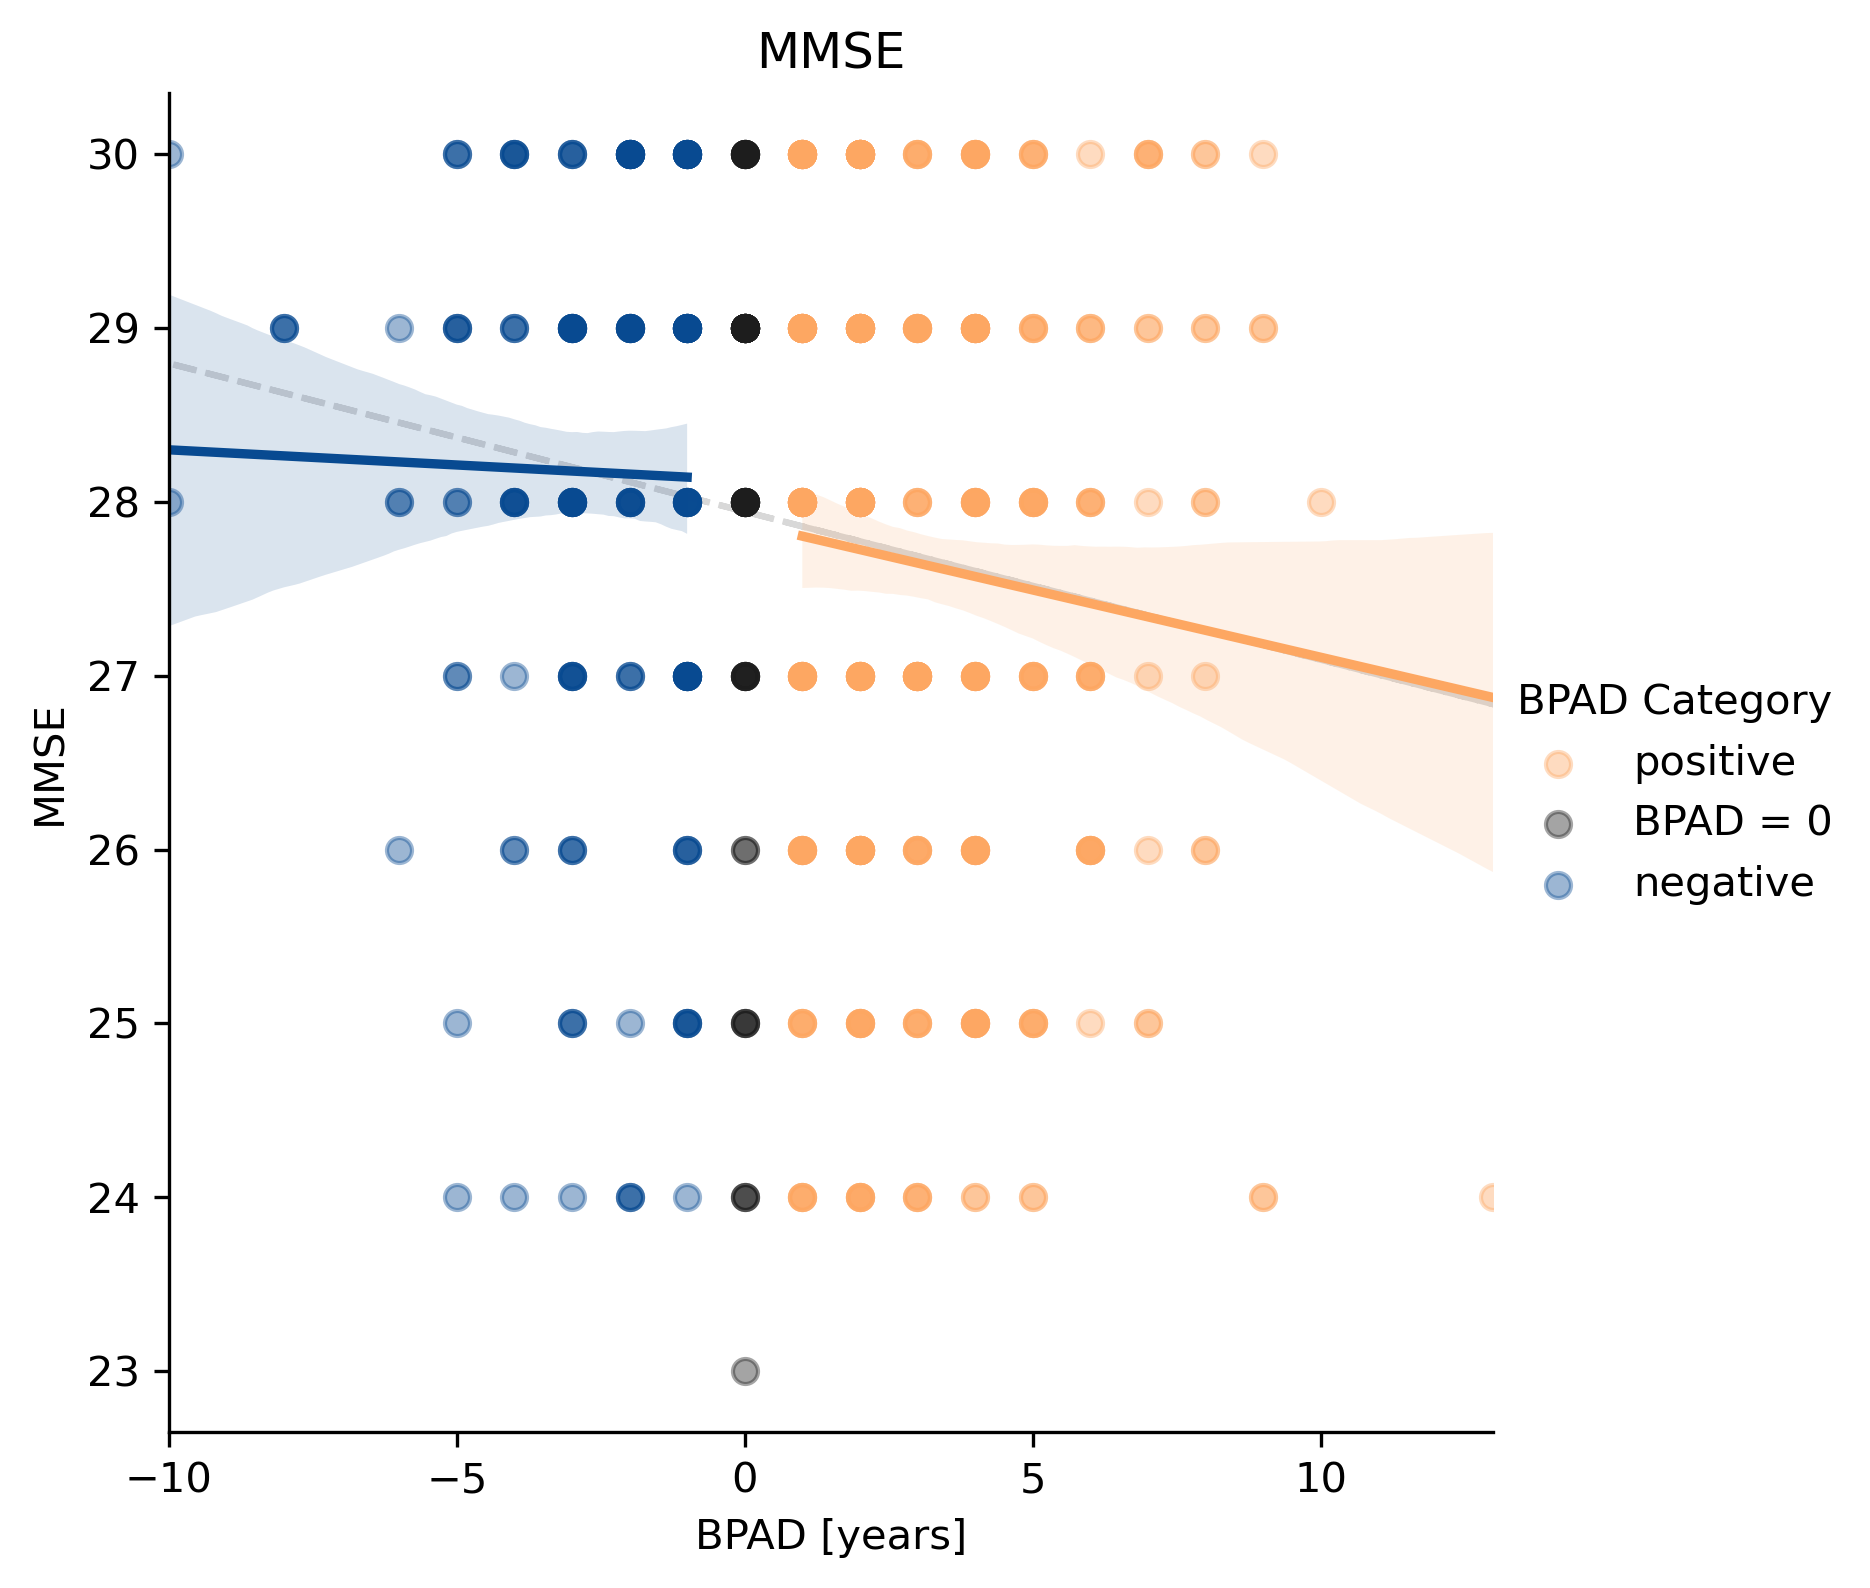 MMSE
30
29
28
27
26
25
24
23
MMSE
−10
−5
0
5
10
BPAD [years]
BPAD Category
positive
BPAD = 0
negative